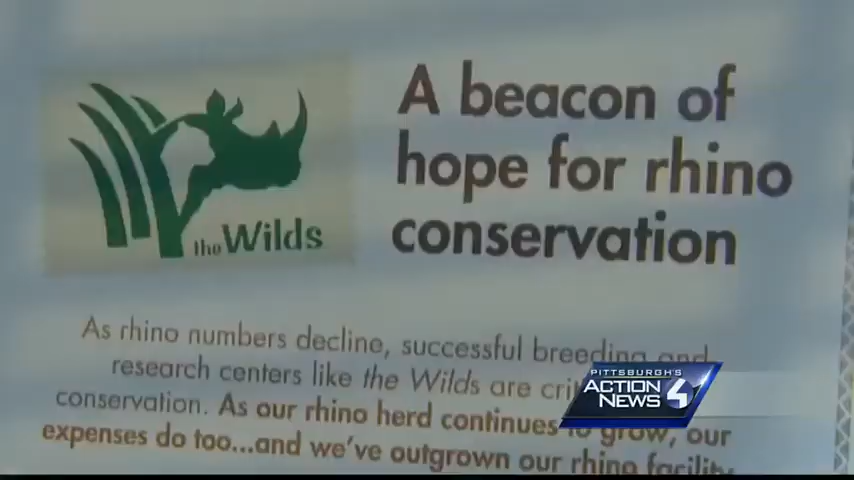 the Wilds
A beacon of
hope for rhino
conservation
As rhino numbers decline, successful breeding and
research centers like the Wilds are
conservation. As our rhino herd continues to grow, our
expenses do too...and we've outgrown our rhino facility
PITTSBURGH'S
ACTION
NEWS 4